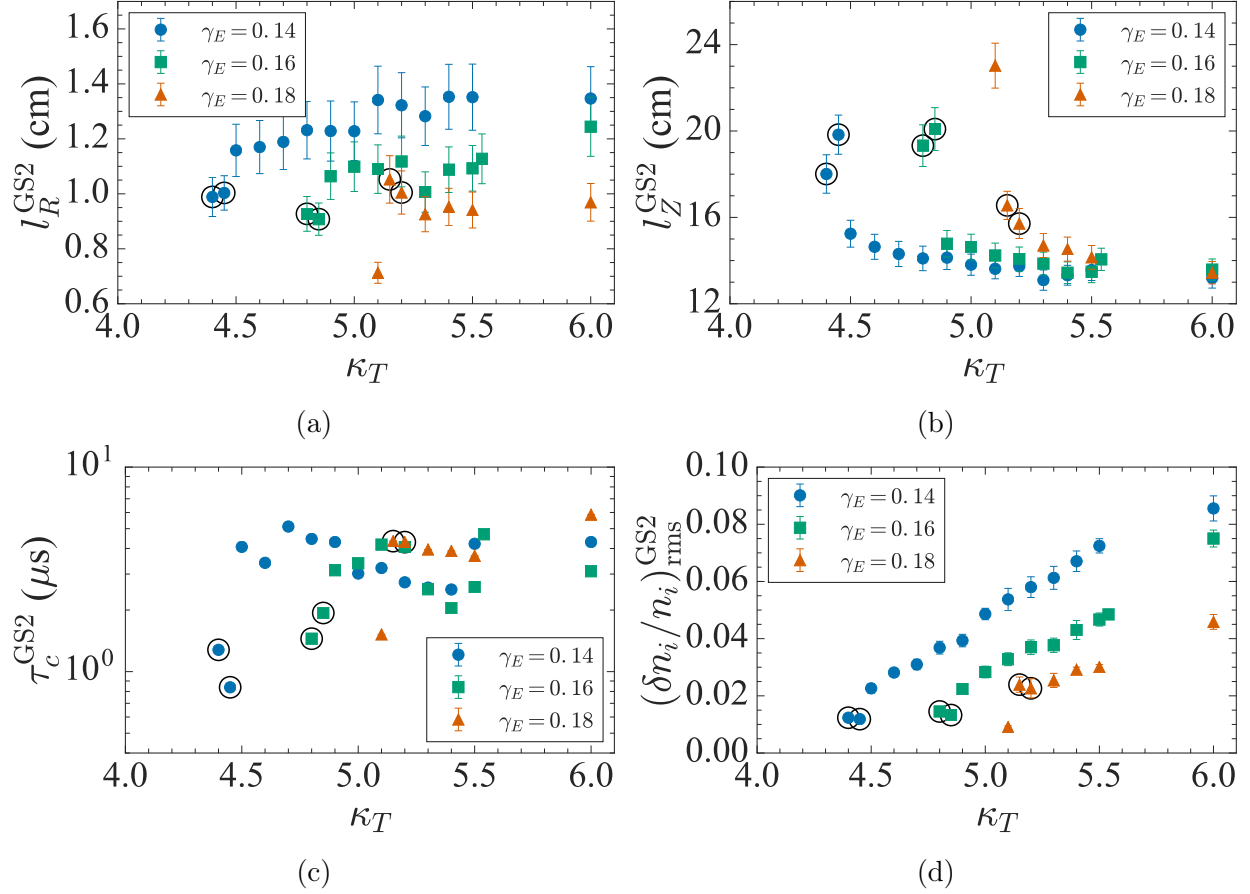 1.6
1.4
1.2
1.0
0.8
0.6
4.0 4.5 5.0 5.5 6.0
l_R^GS2 (cm)
κ_T
γ_E = 0.14
γ_E = 0.16
γ_E = 0.18
(a)
24
20
16
12
4.0 4.5 5.0 5.5 6.0
l_Z^GS2 (cm)
κ_T
γ_E = 0.14
γ_E = 0.16
γ_E = 0.18
(b)
10^1
10^0
4.0 4.5 5.0 5.5 6.0
τ_c^GS2 (μs)
κ_T
γ_E = 0.14
γ_E = 0.16
γ_E = 0.18
(c)
0.10
0.08
0.06
0.04
0.02
0.00
4.0 4.5 5.0 5.5 6.0
(δn_i/n_i)_rms^GS2
κ_T
γ_E = 0.14
γ_E = 0.16
γ_E = 0.18
(d)